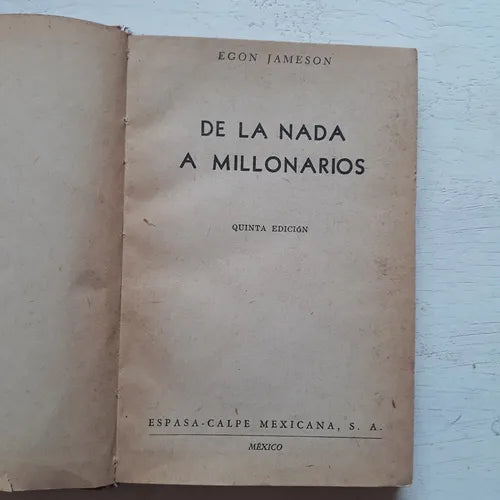 EGON JAMESON
DE LA NADA
A MILLONARIOS
QUINTA EDICIÓN
ESPASA-CALPE MEXICANA, S. A.
MÉXICO